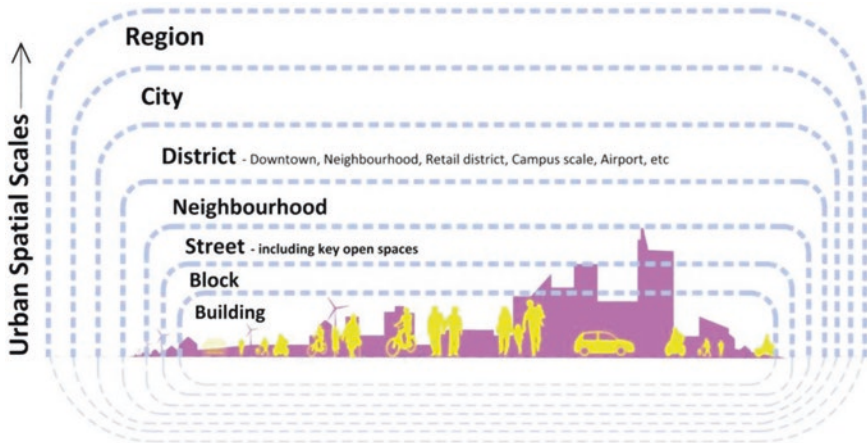 Urban Spatial Scales
Region
City
District - Downtown, Neighbourhood, Retail district, Campus scale, Airport, etc
Neighbourhood
Street - including key open spaces
Block
Building